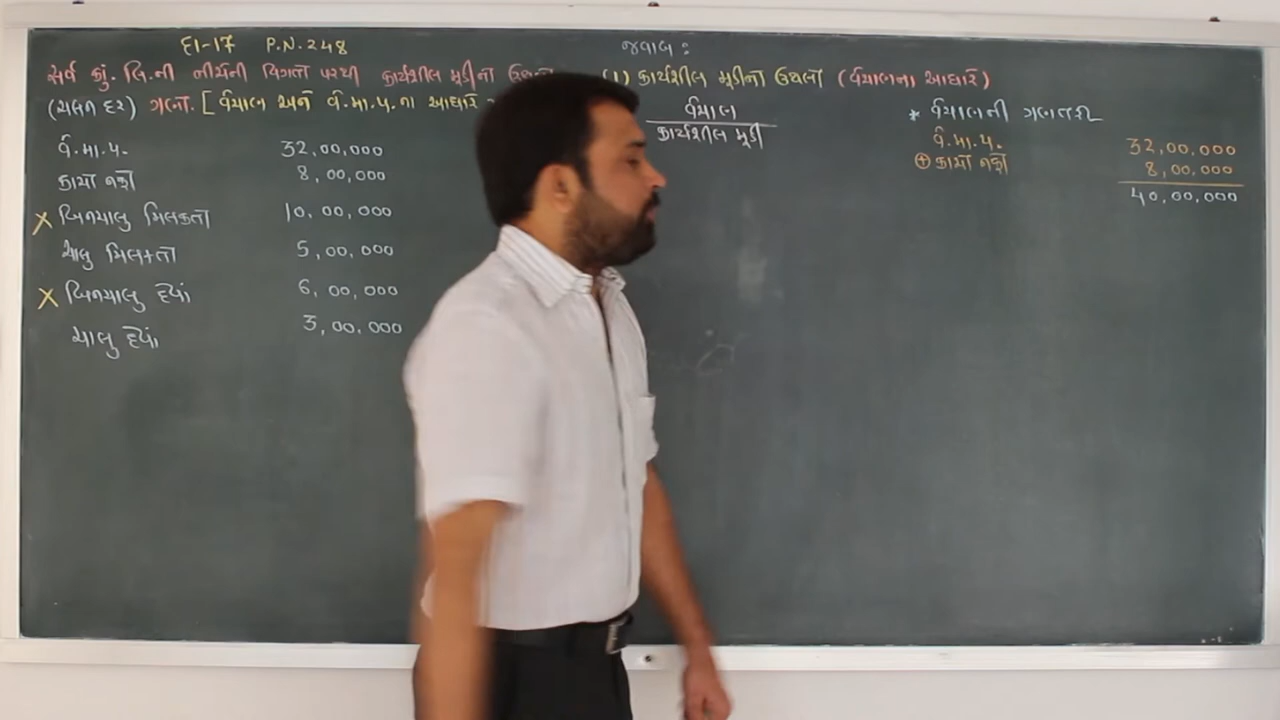 દા-17 P.N.248
સર્વ કાું. લિ.ની નીચેની વિગતો પરથી કાર્યશીલ મૂડીનો ઉથલો
(ચલન દર) ગણો. [વેચાણ અને વે.મા.પ.ના આધારે
વે.મા.પ. 32,00,000
કાચો નફો 8,00,000
× બિનચાલુ મિલકતો 10,00,000
ચાલુ મિલકતો 5,00,000
× બિનચાલુ દેવાં 6,00,000
ચાલુ દેવાં 3,00,000
જવાબ :
(1) કાર્યશીલ મૂડીનો ઉથલો (વેચાણના આધારે)
વેચાણ
કાર્યશીલ મૂડી
* વેચાણની ગણતરી
વે.મા.પ. 32,00,000
+ કાચો નફો 8,00,000
40,00,000